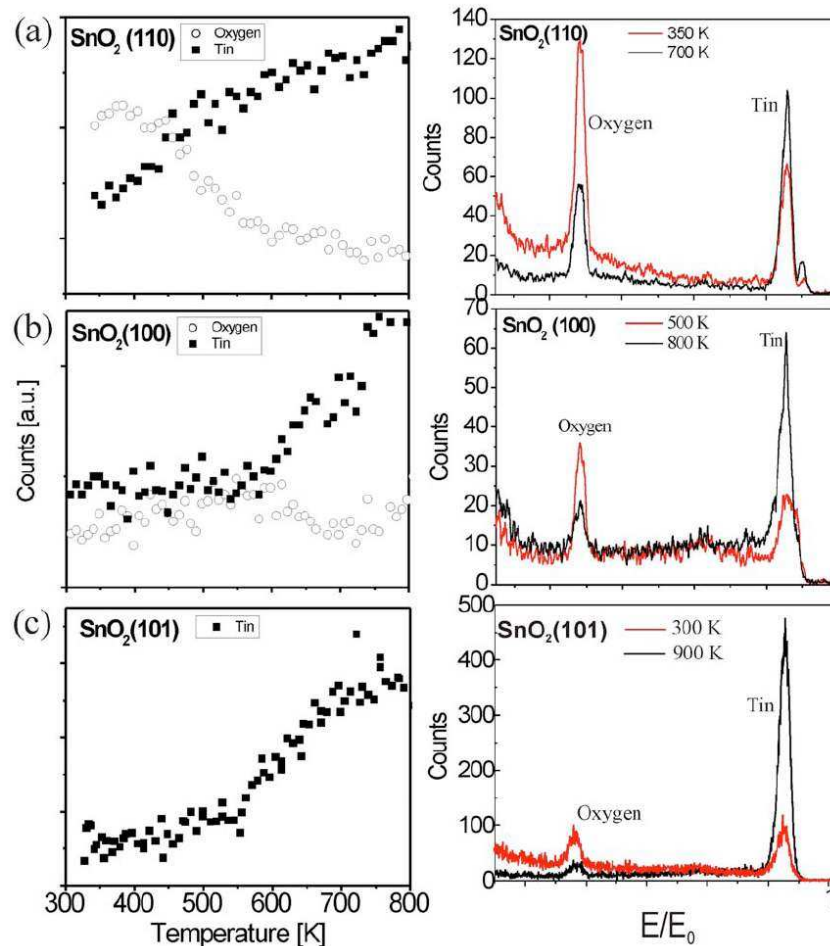 (a)
SnO₂ (110)
Oxygen
Tin
SnO₂(110)
350 K
700 K
Oxygen
Tin
Counts
140
120
100
80
60
40
20
0
(b)
SnO₂(100)
Oxygen
Tin
Counts [a.u.]
SnO₂ (100)
500 K
800 K
Oxygen
Tin
Counts
70
60
50
40
30
20
10
0
(c)
SnO₂(101)
Tin
300 400 500 600 700 800
Temperature [K]
SnO₂(101)
300 K
900 K
Oxygen
Tin
Counts
500
400
300
200
100
0
E/E₀